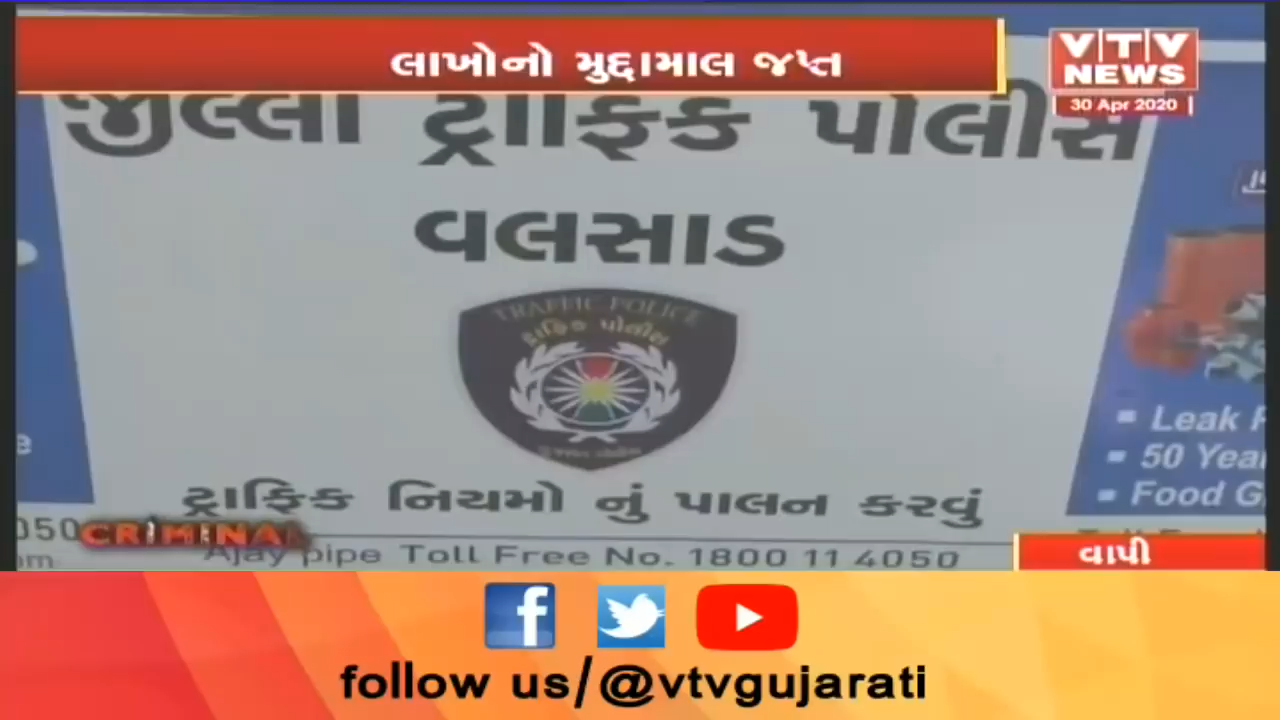 લાખોનો મુદ્દામાલ જપ્ત
VTV
NEWS
30 Apr 2020
જીલ્લા ટ્રાફિક પોલીસ
વલસાડ
TRAFFIC POLICE
ટ્રાફિક પોલીસ
Leak
50 Year
Food G
ટ્રાફિક નિયમો નું પાલન કરવું
050
CRIMINAL
Ajay pipe Toll Free No. 1800 11 4050
વાપી
follow us/@vtvgujarati